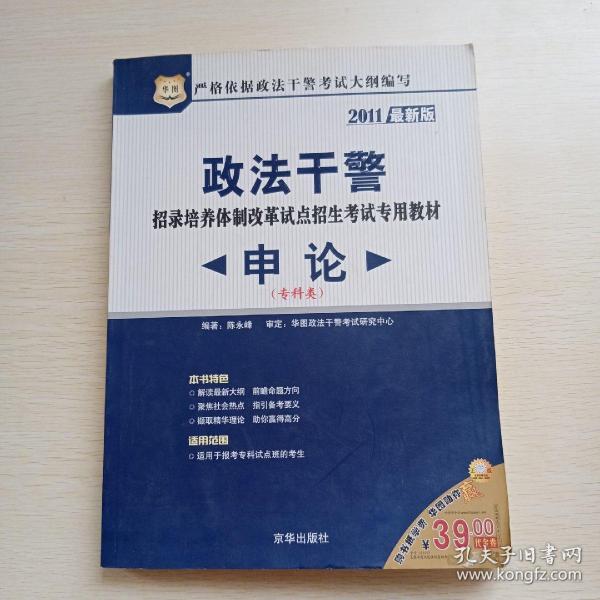 华图
严格依据政法干警考试大纲编写
2011 最新版
政法干警
招录培养体制改革试点招生考试专用教材
申论
（专科类）
编著：陈永峰 审定：华图政法干警考试研究中心
本书特色
解读最新大纲 前瞻命题方向
聚焦社会热点 指引备考要义
撷取精华理论 助你赢得高分
适用范围
适用于报考专科试点班的考生
39.00
代金券
京华出版社
孔夫子旧书网
www.kongfz.com